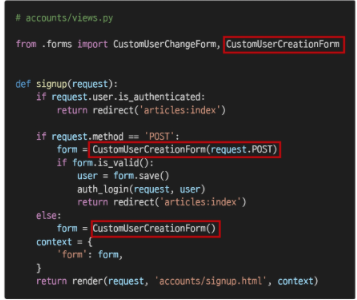 # accounts/views.py
from .forms import CustomUserChangeForm, CustomUserCreationForm
def signup(request):
    if request.user.is_authenticated:
        return redirect('articles:index')
    if request.method == 'POST':
        form = CustomUserCreationForm(request.POST)
        if form.is_valid():
            user = form.save()
            auth_login(request, user)
            return redirect('articles:index')
    else:
        form = CustomUserCreationForm()
    context = {
        'form': form,
    }
    return render(request, 'accounts/signup.html', context)